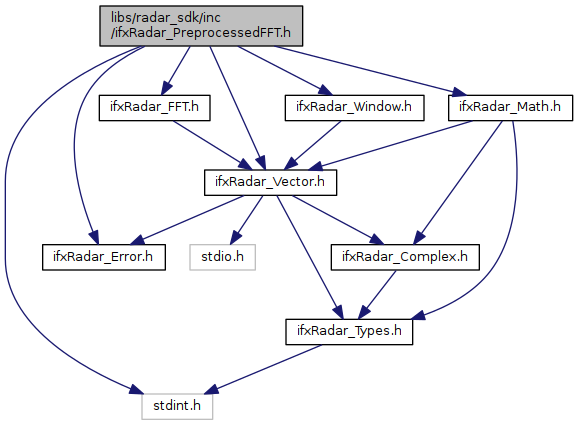 libs/radar_sdk/inc
/ifxRadar_PreprocessedFFT.h
ifxRadar_FFT.h
ifxRadar_Window.h
ifxRadar_Math.h
ifxRadar_Vector.h
ifxRadar_Error.h
stdio.h
ifxRadar_Complex.h
ifxRadar_Types.h
stdint.h